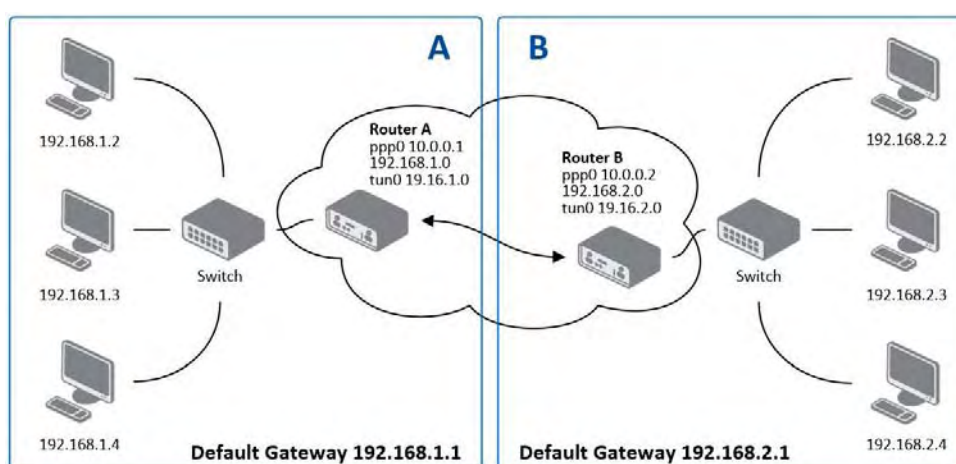 A
B
192.168.1.2
192.168.1.3
192.168.1.4
Switch
Router A
ppp0 10.0.0.1
192.168.1.0
tun0 19.16.1.0
Default Gateway 192.168.1.1
Router B
ppp0 10.0.0.2
192.168.2.0
tun0 19.16.2.0
Switch
192.168.2.2
192.168.2.3
192.168.2.4
Default Gateway 192.168.2.1